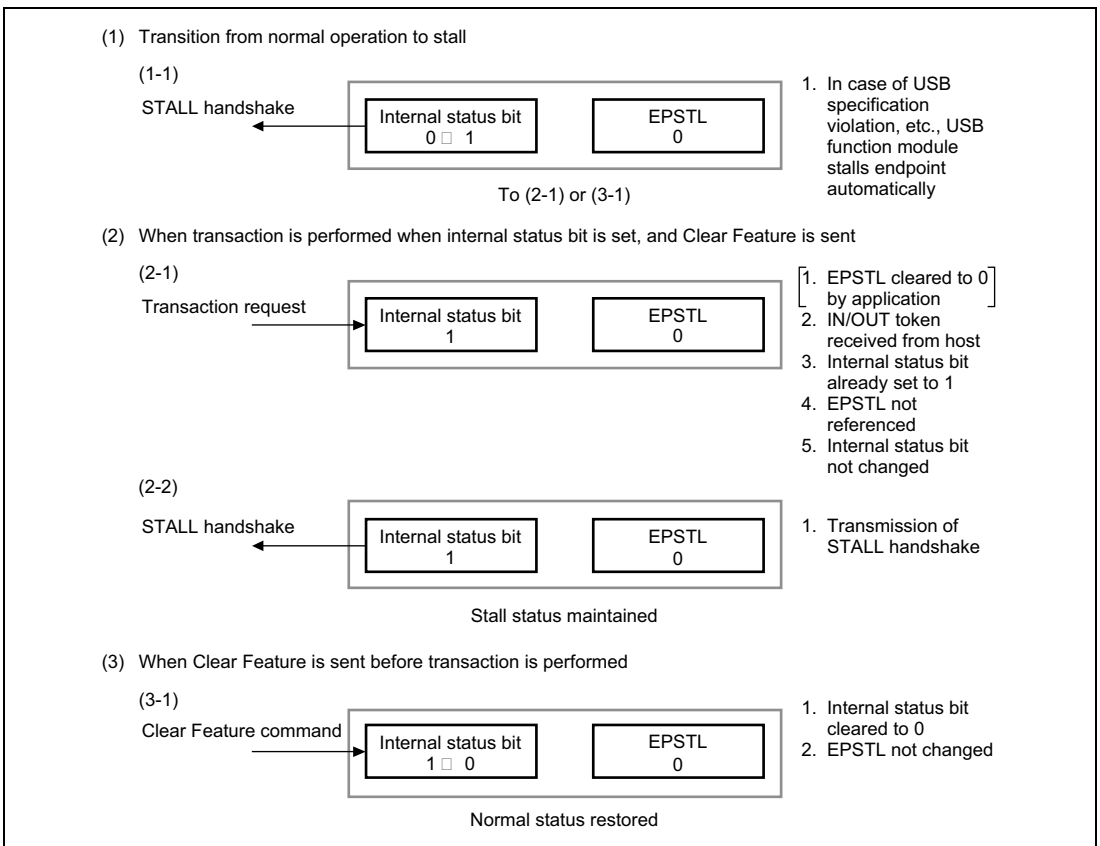 (1) Transition from normal operation to stall
(1-1)
STALL handshake
Internal status bit
0 □ 1
EPSTL
0
1. In case of USB
specification
violation, etc., USB
function module
stalls endpoint
automatically
To (2-1) or (3-1)
(2) When transaction is performed when internal status bit is set, and Clear Feature is sent
(2-1)
Transaction request
Internal status bit
1
EPSTL
0
1. EPSTL cleared to 0
by application
2. IN/OUT token
received from host
3. Internal status bit
already set to 1
4. EPSTL not
referenced
5. Internal status bit
not changed
(2-2)
STALL handshake
Internal status bit
1
EPSTL
0
1. Transmission of
STALL handshake
Stall status maintained
(3) When Clear Feature is sent before transaction is performed
(3-1)
Clear Feature command
Internal status bit
1 □ 0
EPSTL
0
1. Internal status bit
cleared to 0
2. EPSTL not changed
Normal status restored